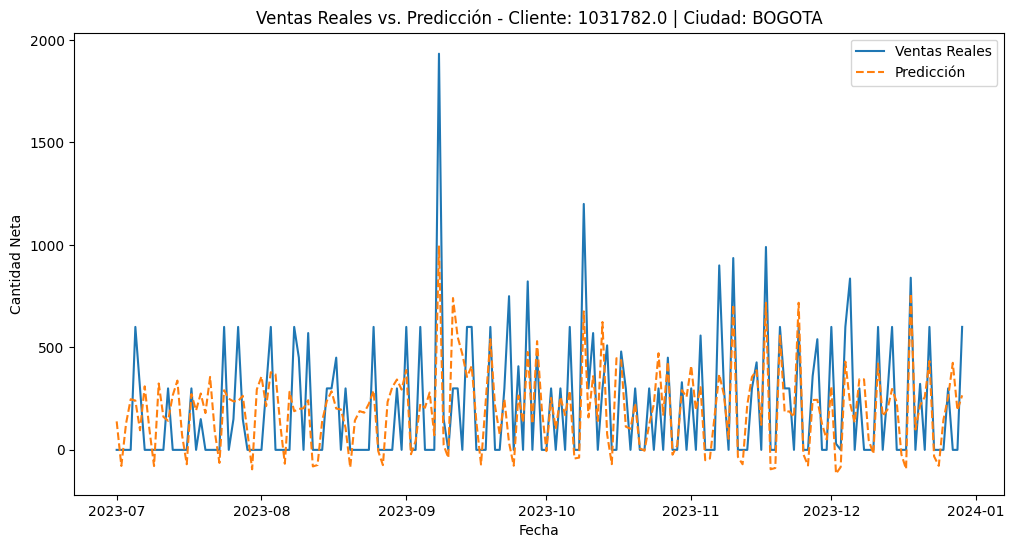 Ventas Reales vs. Predicción - Cliente: 1031782.0 | Ciudad: BOGOTA
Ventas Reales
Predicción
Cantidad Neta
2000
1500
1000
500
0
2023-07
2023-08
2023-09
2023-10
2023-11
2023-12
2024-01
Fecha